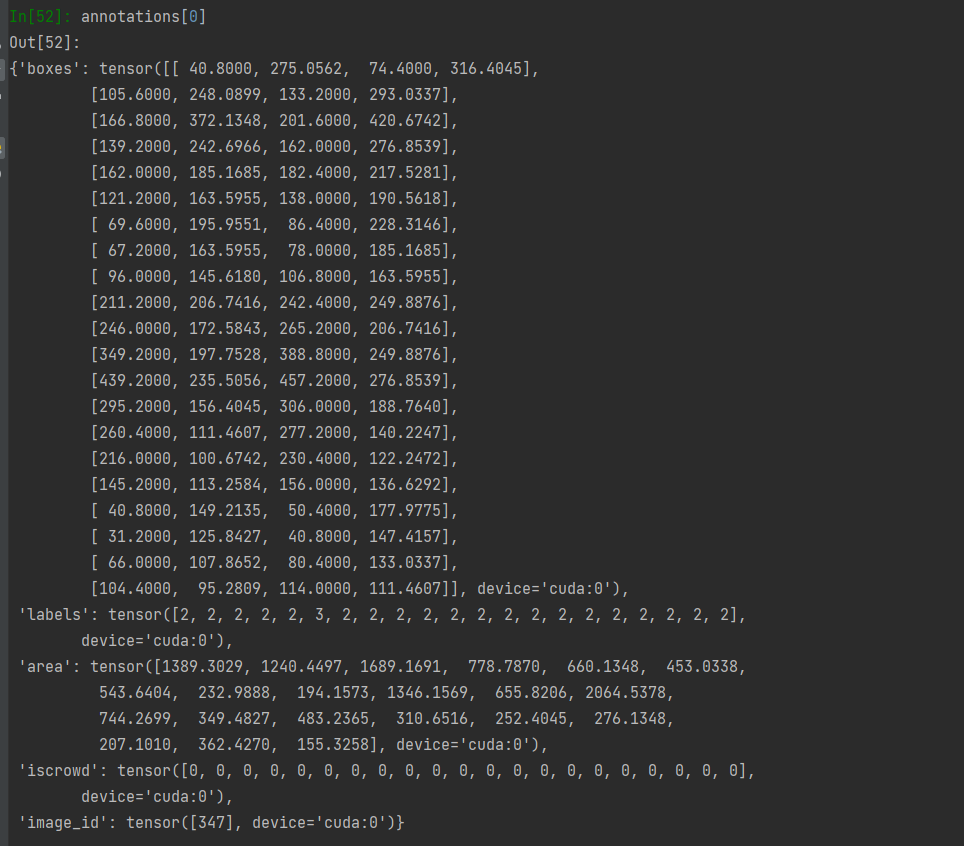 In[52]: annotations[0]
Out[52]:
{'boxes': tensor([[ 40.8000, 275.0562,  74.4000, 316.4045],
         [105.6000, 248.0899, 133.2000, 293.0337],
         [166.8000, 372.1348, 201.6000, 420.6742],
         [139.2000, 242.6966, 162.0000, 276.8539],
         [162.0000, 185.1685, 182.4000, 217.5281],
         [121.2000, 163.5955, 138.0000, 190.5618],
         [ 69.6000, 195.9551,  86.4000, 228.3146],
         [ 67.2000, 163.5955,  78.0000, 185.1685],
         [ 96.0000, 145.6180, 106.8000, 163.5955],
         [211.2000, 206.7416, 242.4000, 249.8876],
         [246.0000, 172.5843, 265.2000, 206.7416],
         [349.2000, 197.7528, 388.8000, 249.8876],
         [439.2000, 235.5056, 457.2000, 276.8539],
         [295.2000, 156.4045, 306.0000, 188.7640],
         [260.4000, 111.4607, 277.2000, 140.2247],
         [216.0000, 100.6742, 230.4000, 122.2472],
         [145.2000, 113.2584, 156.0000, 136.6292],
         [ 40.8000, 149.2135,  50.4000, 177.9775],
         [ 31.2000, 125.8427,  40.8000, 147.4157],
         [ 66.0000, 107.8652,  80.4000, 133.0337],
         [104.4000,  95.2809, 114.0000, 111.4607]], device='cuda:0'),
 'labels': tensor([2, 2, 2, 2, 2, 3, 2, 2, 2, 2, 2, 2, 2, 2, 2, 2, 2, 2, 2, 2, 2],
        device='cuda:0'),
 'area': tensor([1389.3029, 1240.4497, 1689.1691,  778.7870,  660.1348,  453.0338,
          543.6404,  232.9888,  194.1573, 1346.1569,  655.8206, 2064.5378,
          744.2699,  349.4827,  483.2365,  310.6516,  252.4045,  276.1348,
          207.1010,  362.4270,  155.3258], device='cuda:0'),
 'iscrowd': tensor([0, 0, 0, 0, 0, 0, 0, 0, 0, 0, 0, 0, 0, 0, 0, 0, 0, 0, 0, 0, 0],
        device='cuda:0'),
 'image_id': tensor([347], device='cuda:0')}